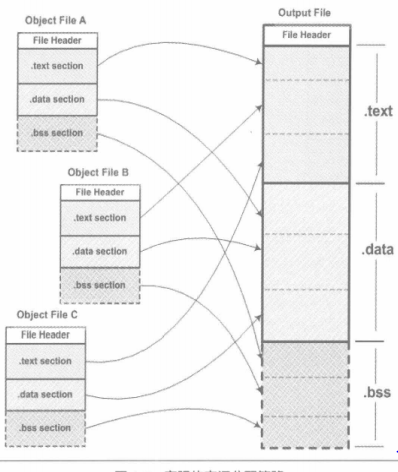 Object File A
File Header
.text section
.data section
.bss section
Object File B
File Header
.text section
.data section
.bss section
Object File C
File Header
.text section
.data section
.bss section
Output File
File Header
.text
.data
.bss